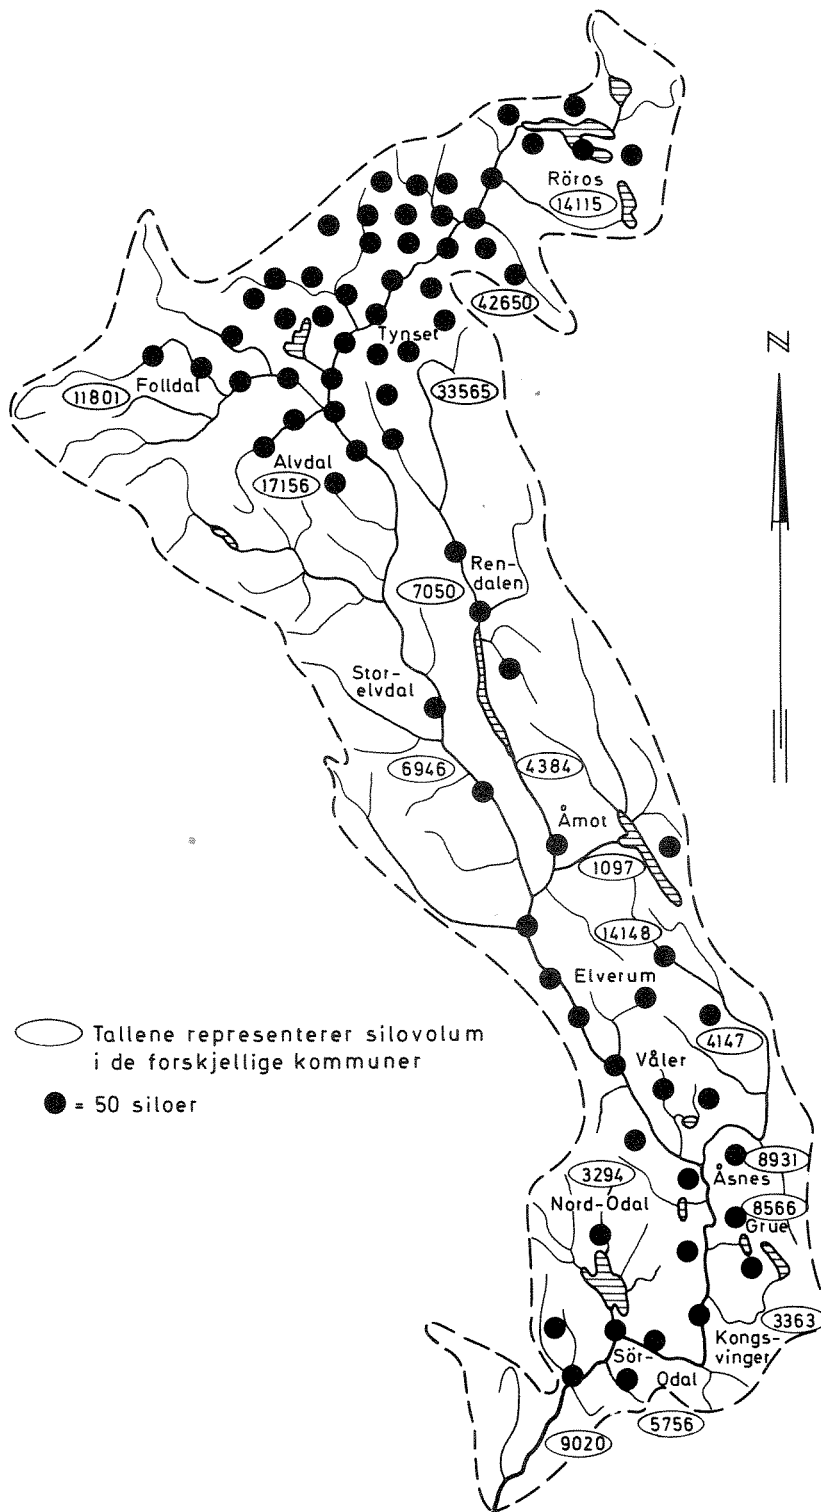 Röros
14115
42650
N
Tynset
Folldal
11801
33565
Alvdal
17156
Ren-
dalen
7050
Stor-
elvdal
6946
4384
Åmot
1097
14148
Elverum
Tallene representerer silovolum
i de forskjellige kommuner
4147
Våler
= 50 siloer
8931
3294
Åsnes
Nord-Odal
8566
Grue
3363
Kongs-
vinger
Sör-
Odal
5756
9020